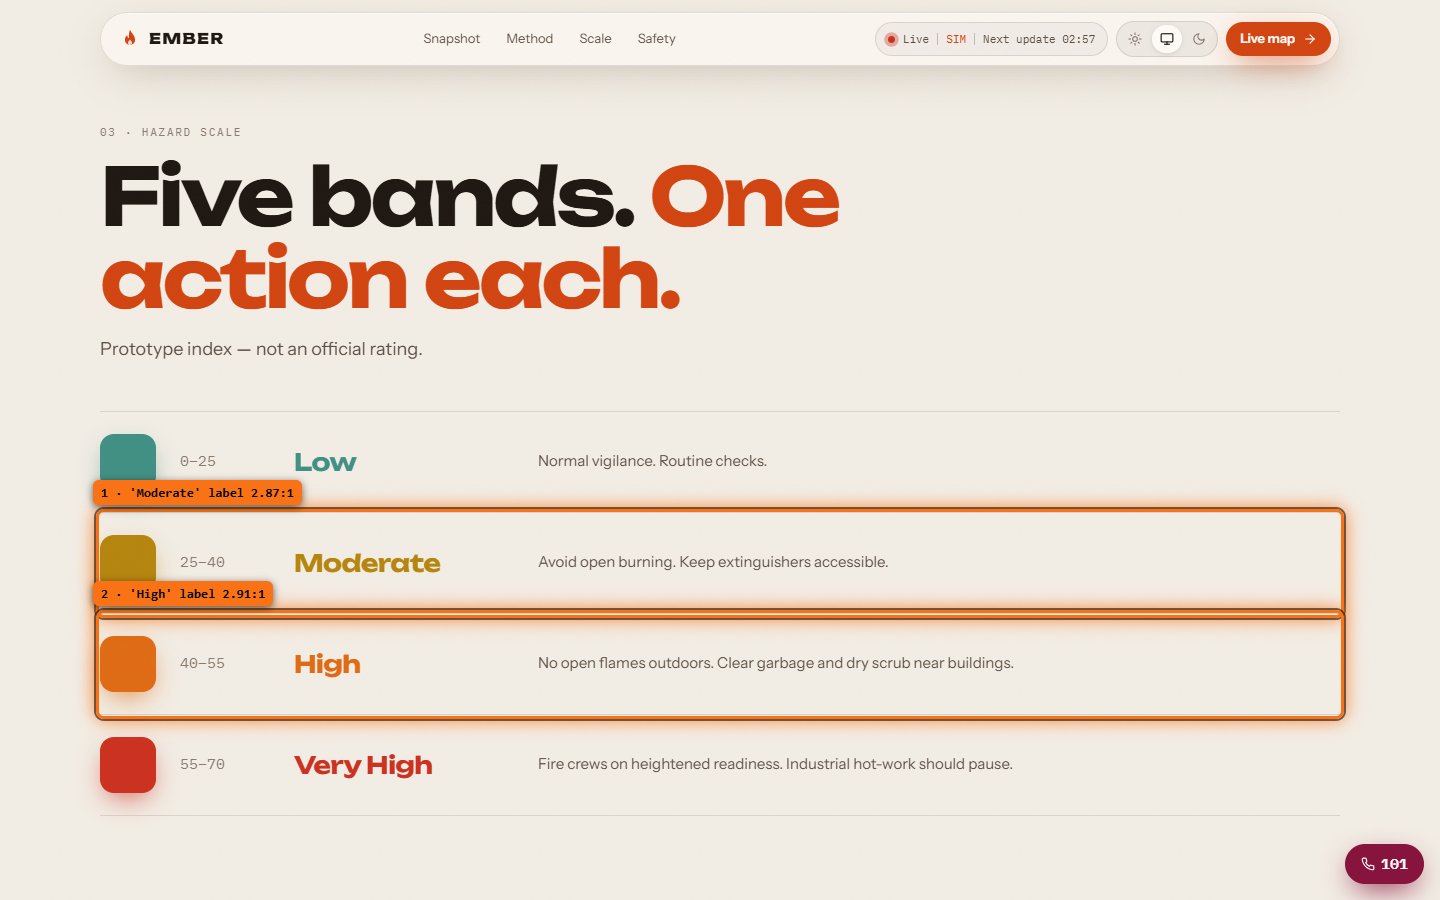 EMBER
Snapshot Method Scale Safety
Live | SIM | Next update 02:57
Live map →
03 · HAZARD SCALE
Five bands. One
action each.
Prototype index — not an official rating.
0–25 Low Normal vigilance. Routine checks.
1 · 'Moderate' label 2.87:1
25–40 Moderate Avoid open burning. Keep extinguishers accessible.
2 · 'High' label 2.91:1
40–55 High No open flames outdoors. Clear garbage and dry scrub near buildings.
55–70 Very High Fire crews on heightened readiness. Industrial hot-work should pause.
101